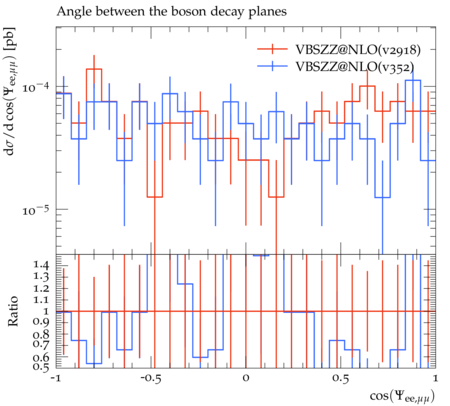 Angle between the boson decay planes
dσ/d cos(Ψee,μμ) [pb]
VBSZZ@NLO(v2918)
VBSZZ@NLO(v352)
10−4
10−5
Ratio
1.4
1.3
1.2
1.1
1
0.9
0.8
0.7
0.6
0.5
-1 -0.5 0 0.5 1
cos(Ψee,μμ)